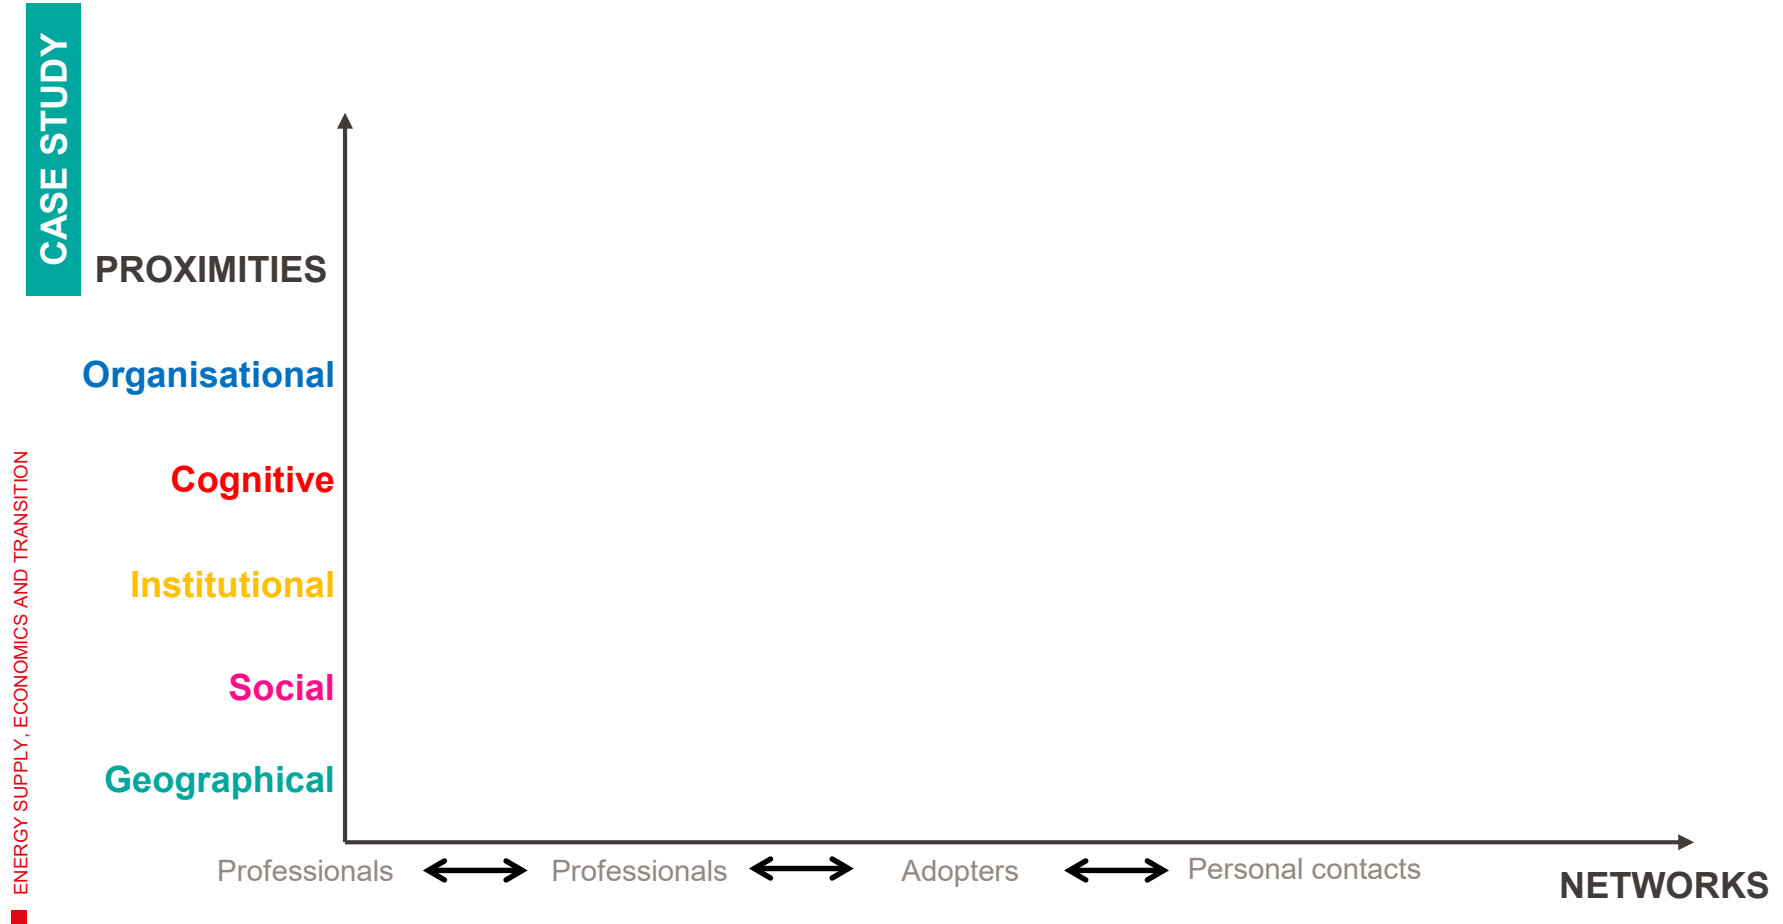 CASE STUDY
PROXIMITIES
Organisational
Cognitive
Institutional
Social
Geographical
Professionals Professionals Adopters Personal contacts
NETWORKS
ENERGY SUPPLY, ECONOMICS AND TRANSITION